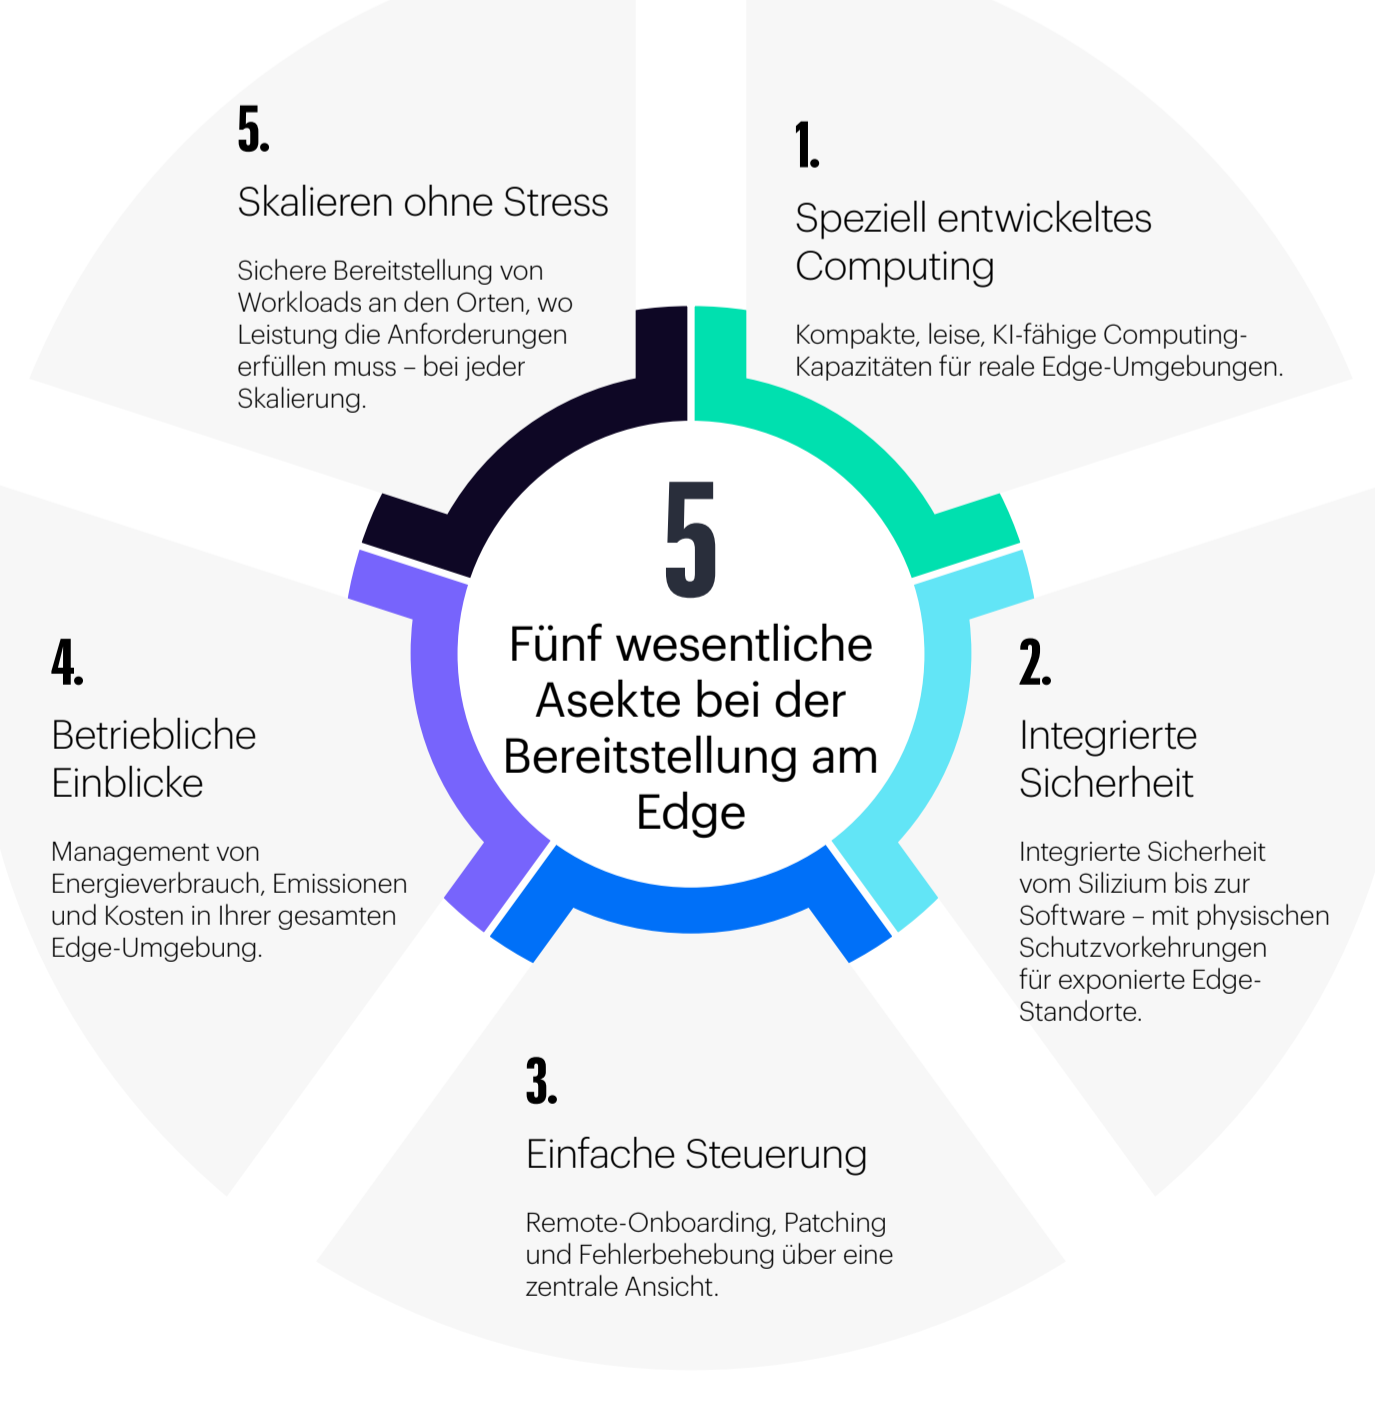 5
Fünf wesentliche
Asekte bei der
Bereitstellung am
Edge
1.
Speziell entwickeltes
Computing
Kompakte, leise, KI-fähige Computing-
Kapazitäten für reale Edge-Umgebungen.
2.
Integrierte
Sicherheit
Integrierte Sicherheit
vom Silizium bis zur
Software – mit physischen
Schutzvorkehrungen
für exponierte Edge-
Standorte.
3.
Einfache Steuerung
Remote-Onboarding, Patching
und Fehlerbehebung über eine
zentrale Ansicht.
4.
Betriebliche
Einblicke
Management von
Energieverbrauch, Emissionen
und Kosten in Ihrer gesamten
Edge-Umgebung.
5.
Skalieren ohne Stress
Sichere Bereitstellung von
Workloads an den Orten, wo
Leistung die Anforderungen
erfüllen muss – bei jeder
Skalierung.